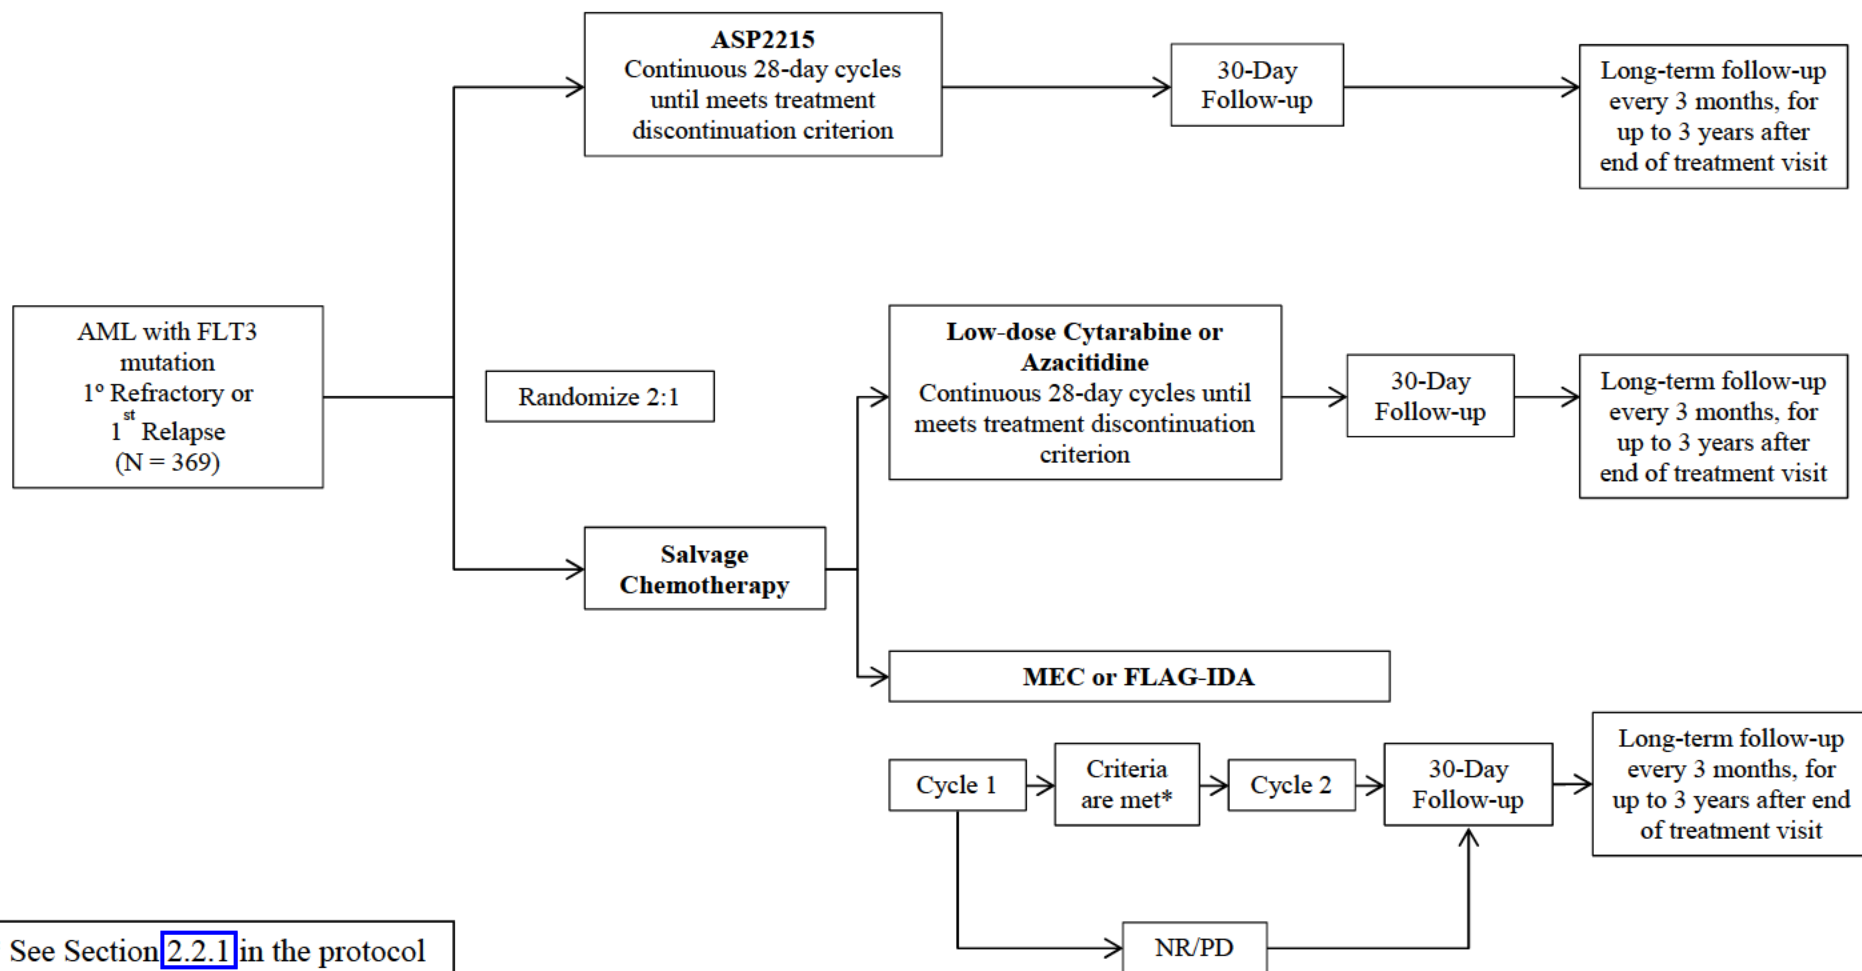 ASP2215
Continuous 28-day cycles
until meets treatment
discontinuation criterion
30-Day
Follow-up
Long-term follow-up
every 3 months, for
up to 3 years after
end of treatment visit
AML with FLT3
mutation
1º Refractory or
1st Relapse
(N = 369)
Randomize 2:1
Low-dose Cytarabine or
Azacitidine
Continuous 28-day cycles until
meets treatment discontinuation
criterion
30-Day
Follow-up
Long-term follow-up
every 3 months, for
up to 3 years after
end of treatment visit
Salvage
Chemotherapy
MEC or FLAG-IDA
Cycle 1
Criteria
are met*
Cycle 2
30-Day
Follow-up
Long-term follow-up
every 3 months, for
up to 3 years after end
of treatment visit
NR/PD
See Section 2.2.1 in the protocol